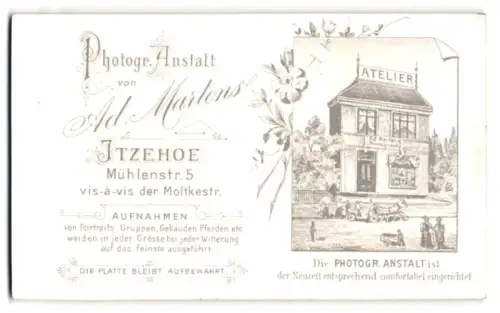 Photogr. Anstalt
von
Ad. Martens
ITZEHOE
Mühlenstr. 5
vis-a-vis der Moltkestr.
AUFNAHMEN
von Portraits, Gruppen, Gebäuden, Pferden etc
werden in jeder Grösse bei jeder Witterung
auf das feinste ausgeführt
DIE PLATTE BLEIBT AUFBEWAHRT.
ATELIER
Die PHOTOGR. ANSTALT ist
der Neuzeit entsprechend comfortabel eingerichtet